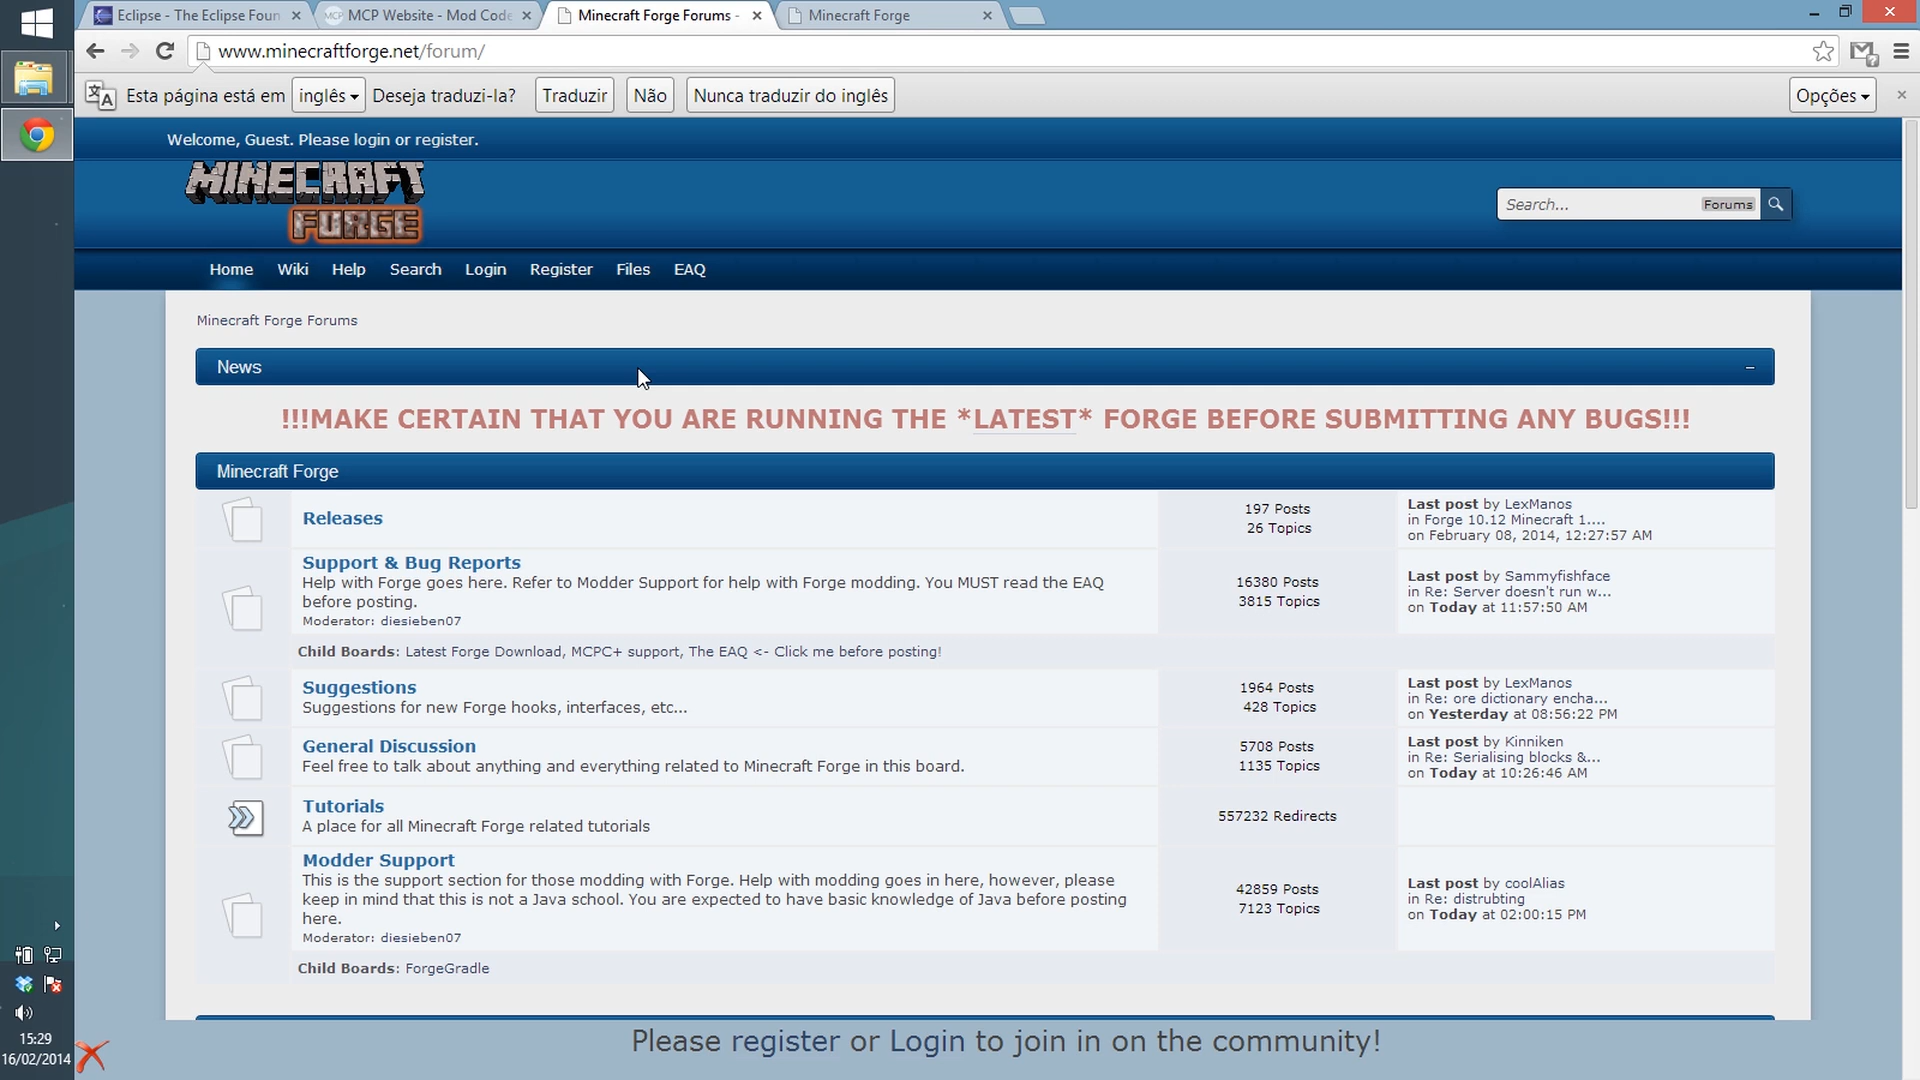 Eclipse - The Eclipse Foun
MCP Website - Mod Code
Minecraft Forge Forums -
Minecraft Forge
www.minecraftforge.net/forum/
Esta página está em inglês Deseja traduzi-la? Traduzir Não Nunca traduzir do inglês Opções
Welcome, Guest. Please login or register.
MINECRAFT
FORGE
Search... Forums
Home Wiki Help Search Login Register Files EAQ
Minecraft Forge Forums
News
!!!MAKE CERTAIN THAT YOU ARE RUNNING THE *LATEST* FORGE BEFORE SUBMITTING ANY BUGS!!!
Minecraft Forge
Releases
197 Posts
26 Topics
Last post by LexManos
in Forge 10.12 Minecraft 1....
on February 08, 2014, 12:27:57 AM
Support & Bug Reports
Help with Forge goes here. Refer to Modder Support for help with Forge modding. You MUST read the EAQ
before posting.
Moderator: diesieben07
16380 Posts
3815 Topics
Last post by Sammyfishface
in Re: Server doesn't run w...
on Today at 11:57:50 AM
Child Boards: Latest Forge Download, MCPC+ support, The EAQ <- Click me before posting!
Suggestions
Suggestions for new Forge hooks, interfaces, etc...
1964 Posts
428 Topics
Last post by LexManos
in Re: ore dictionary encha...
on Yesterday at 08:56:22 PM
General Discussion
Feel free to talk about anything and everything related to Minecraft Forge in this board.
5708 Posts
1135 Topics
Last post by Kinniken
in Re: Serialising blocks &...
on Today at 10:26:46 AM
Tutorials
A place for all Minecraft Forge related tutorials
557232 Redirects
Modder Support
This is the support section for those modding with Forge. Help with modding goes in here, however, please
keep in mind that this is not a Java school. You are expected to have basic knowledge of Java before posting
here.
Moderator: diesieben07
42859 Posts
7123 Topics
Last post by coolAlias
in Re: distrubting
on Today at 02:00:15 PM
Child Boards: ForgeGradle
Please register or Login to join in on the community!
15:29
16/02/2014